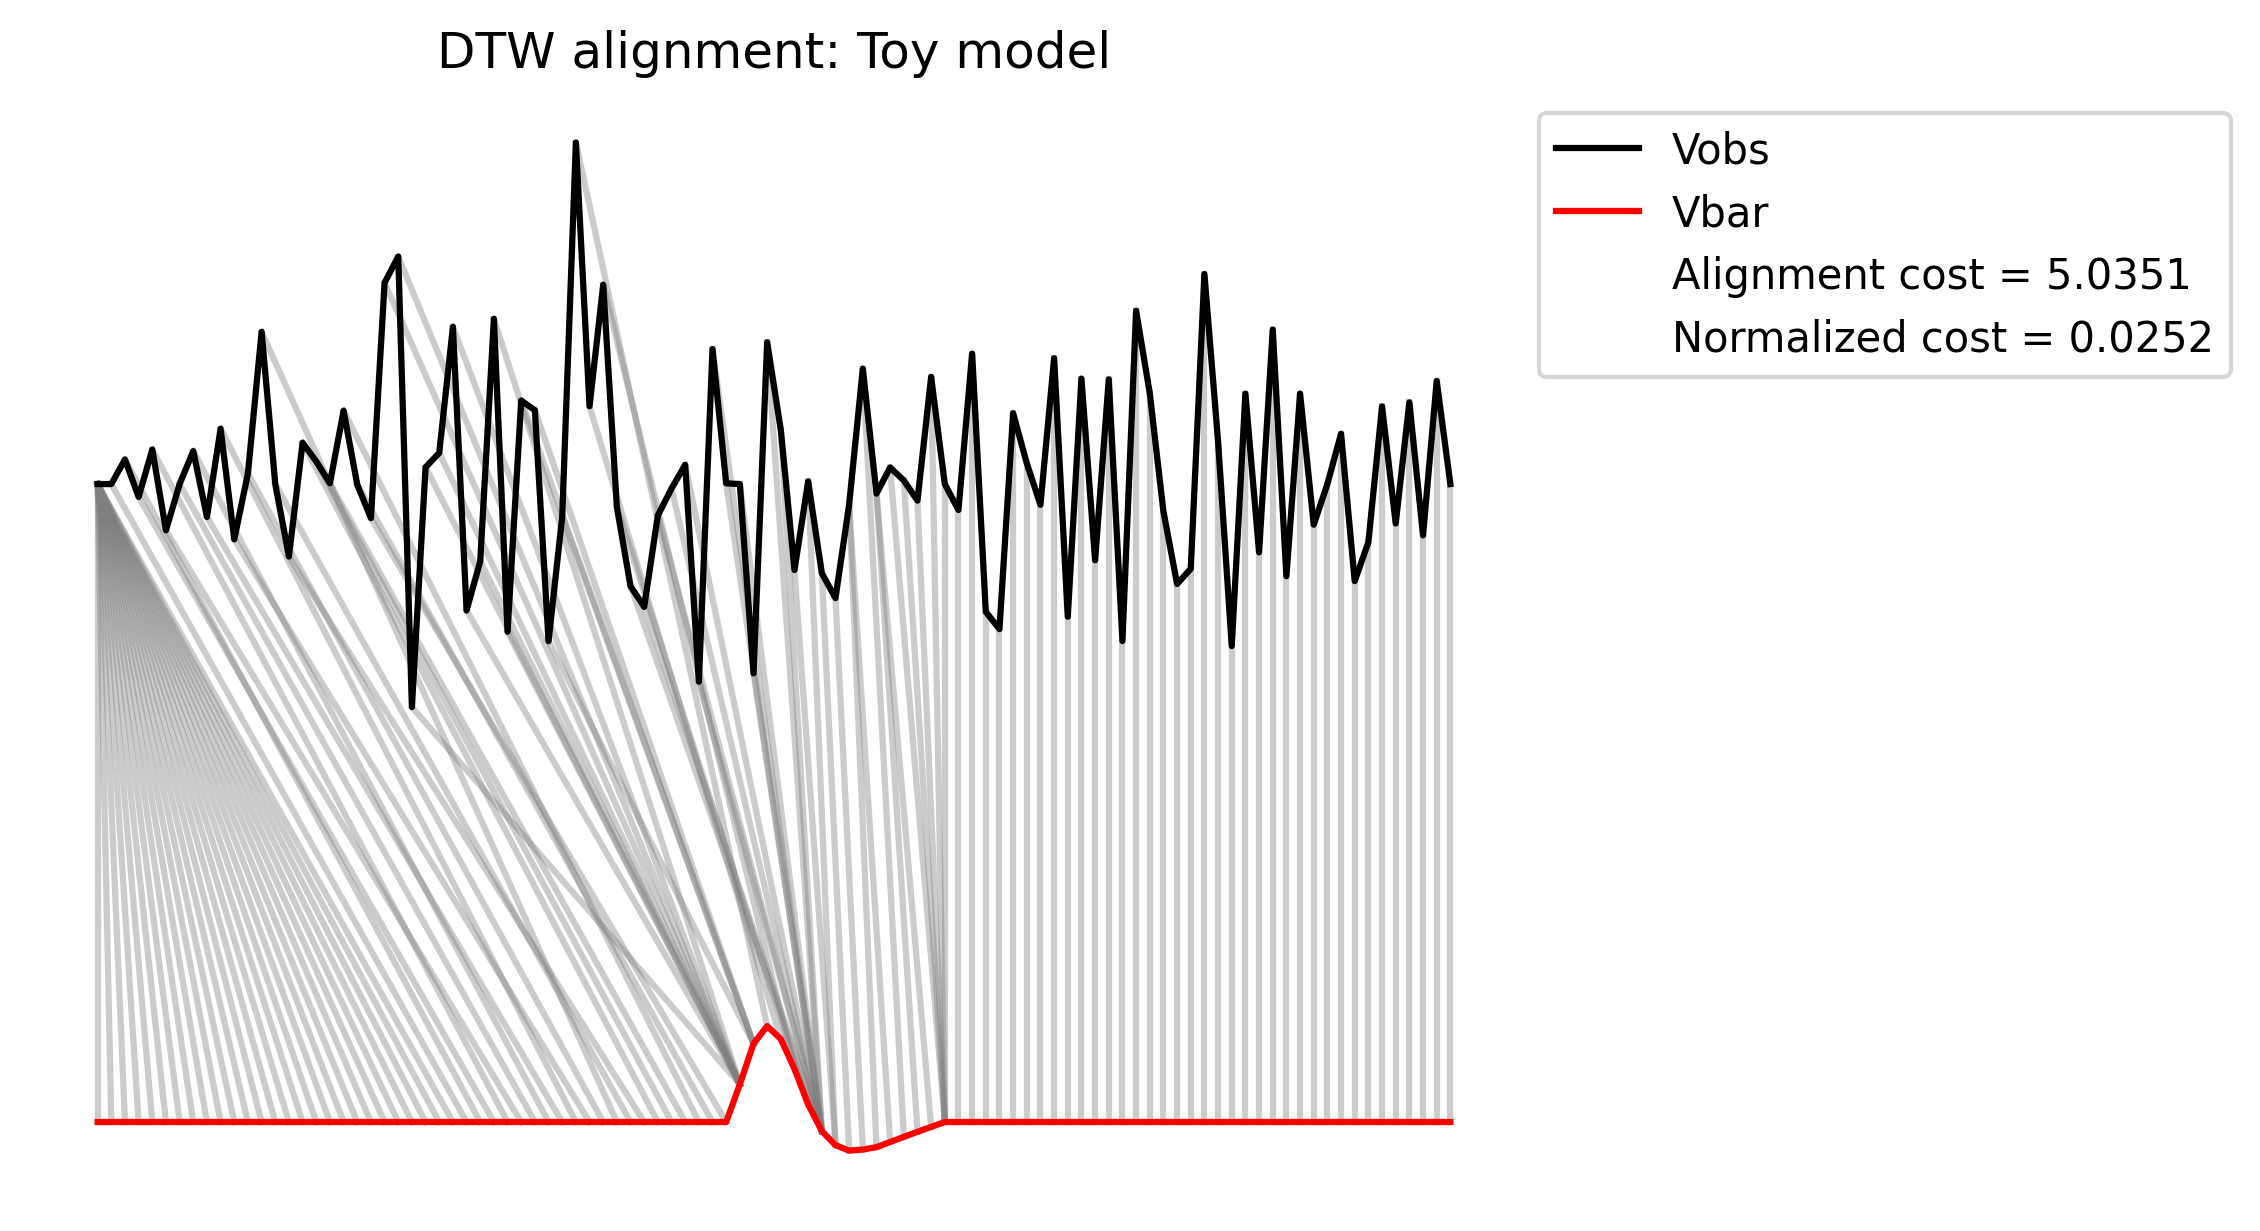 DTW alignment: Toy model
Vobs
Vbar
Alignment cost = 5.0351
Normalized cost = 0.0252